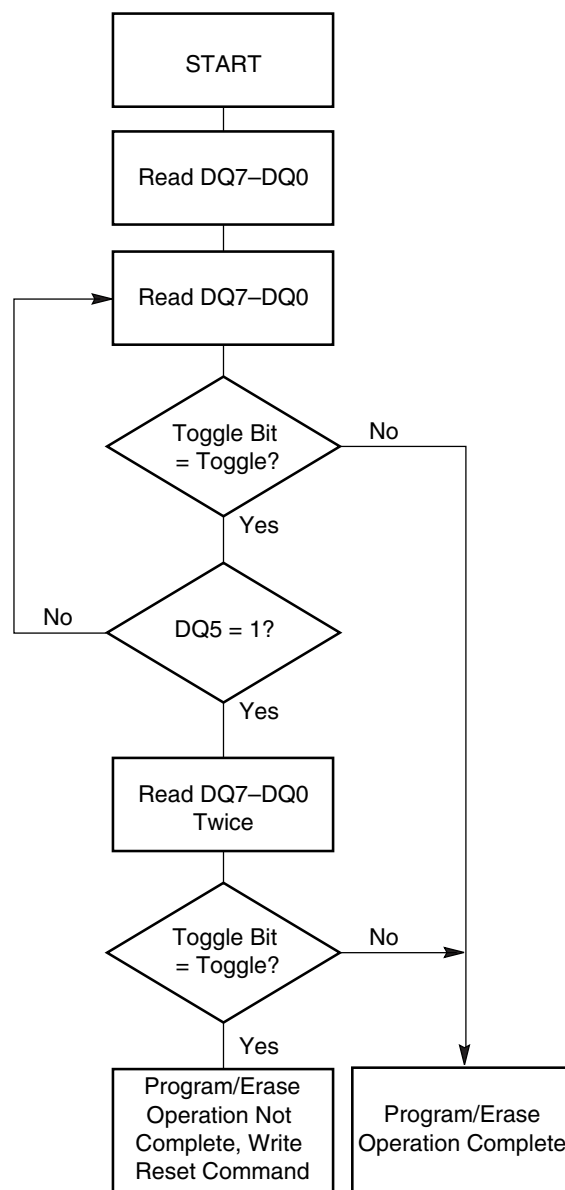 START
Read DQ7–DQ0
Read DQ7–DQ0
Toggle Bit
= Toggle?
No
Yes
No
DQ5 = 1?
Yes
Read DQ7–DQ0
Twice
Toggle Bit
= Toggle?
No
Yes
Program/Erase
Operation Not
Complete, Write
Reset Command
Program/Erase
Operation Complete